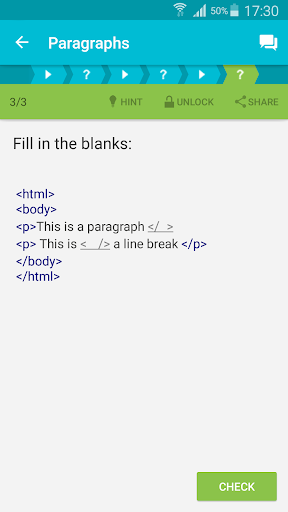 50% 17:30
Paragraphs
? ? ?
3/3 HINT UNLOCK SHARE
Fill in the blanks:
<html>
<body>
<p>This is a paragraph </_>
<p> This is <__/> a line break </p>
</body>
</html>
CHECK